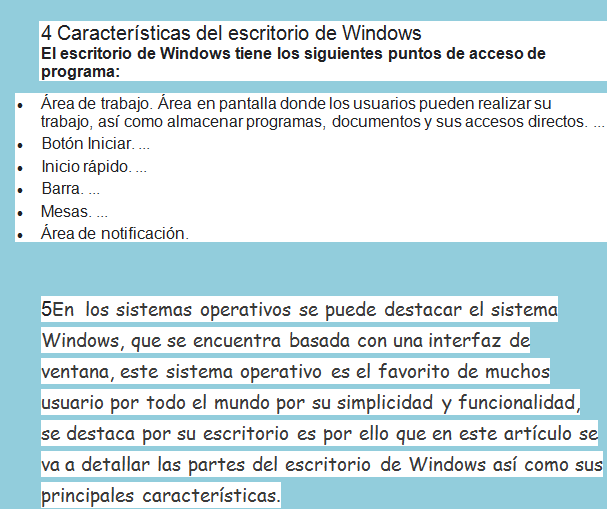 4 Características del escritorio de Windows
El escritorio de Windows tiene los siguientes puntos de acceso de
programa:
• Área de trabajo. Área en pantalla donde los usuarios pueden realizar su
trabajo, así como almacenar programas, documentos y sus accesos directos. ...
• Botón Iniciar. ...
• Inicio rápido. ...
• Barra. ...
• Mesas. ...
• Área de notificación.
5En los sistemas operativos se puede destacar el sistema
Windows, que se encuentra basada con una interfaz de
ventana, este sistema operativo es el favorito de muchos
usuario por todo el mundo por su simplicidad y funcionalidad,
se destaca por su escritorio es por ello que en este artículo se
va a detallar las partes del escritorio de Windows así como sus
principales características.